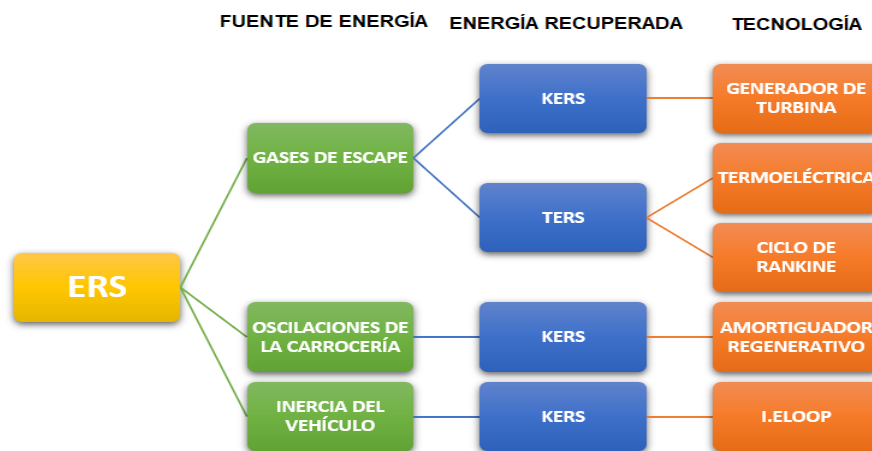 FUENTE DE ENERGÍA
ENERGÍA RECUPERADA
TECNOLOGÍA
ERS
GASES DE ESCAPE
KERS
GENERADOR DE
TURBINA
TERS
TERMOELÉCTRICA
CICLO DE
RANKINE
OSCILACIONES DE
LA CARROCERÍA
KERS
AMORTIGUADOR
REGENERATIVO
INERCIA DEL
VEHÍCULO
KERS
I.ELOOP